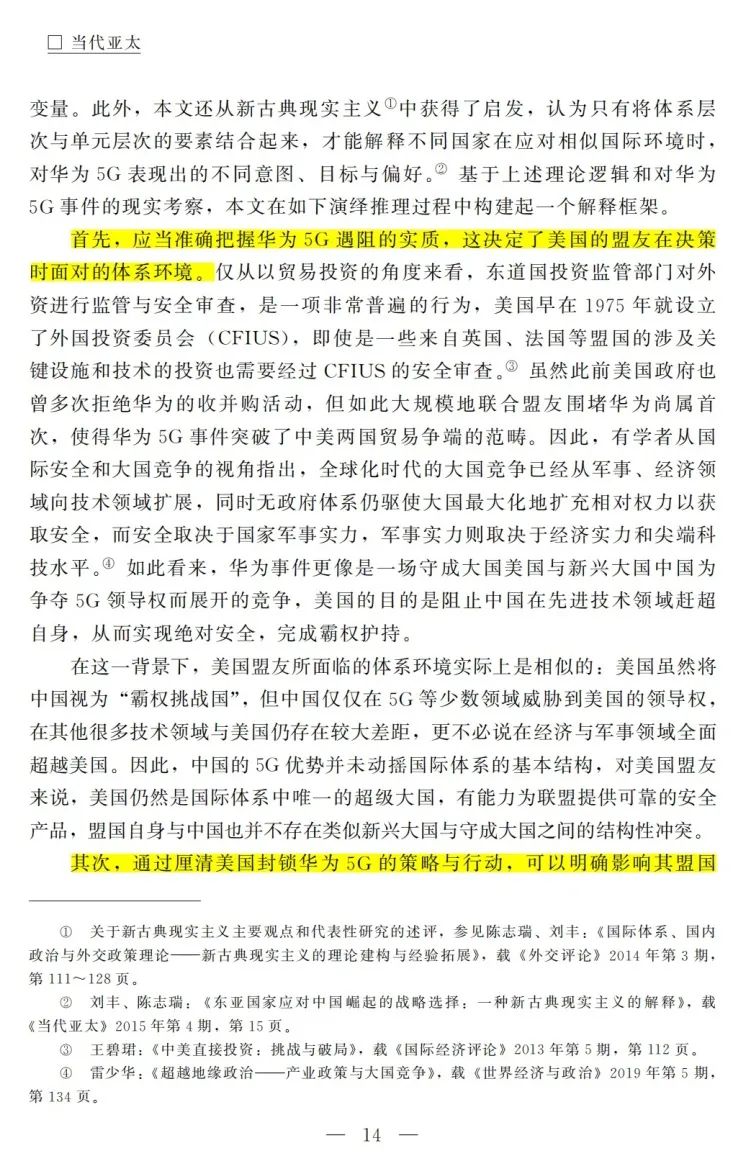 □ 当代亚太
变量。此外，本文还从新古典现实主义①中获得了启发，认为只有将体系层
次与单元层次的要素结合起来，才能解释不同国家在应对相似国际环境时，
对华为 5G 表现出的不同意图、目标与偏好。② 基于上述理论逻辑和对华为
5G 事件的现实考察，本文在如下演绎推理过程中构建起一个解释框架。
首先，应当准确把握华为 5G 遇阻的实质，这决定了美国的盟友在决策
时面对的体系环境。仅从以贸易投资的角度来看，东道国投资监管部门对外
资进行监管与安全审查，是一项非常普遍的行为，美国早在 1975 年就设立
了外国投资委员会（CFIUS），即使是一些来自英国、法国等盟国的涉及关
键设施和技术的投资也需要经过 CFIUS 的安全审查。③ 虽然此前美国政府也
曾多次拒绝华为的收并购活动，但如此大规模地联合盟友围堵华为尚属首
次，使得华为 5G 事件突破了中美两国贸易争端的范畴。因此，有学者从国
际安全和大国竞争的视角指出，全球化时代的大国竞争已经从军事、经济领
域向技术领域扩展，同时无政府体系仍驱使大国最大化地扩充相对权力以获
取安全，而安全取决于国家军事实力，军事实力则取决于经济实力和尖端科
技水平。④ 如此看来，华为事件更像是一场守成大国美国与新兴大国中国为
争夺 5G 领导权而展开的竞争，美国的目的是阻止中国在先进技术领域赶超
自身，从而实现绝对安全，完成霸权护持。
在这一背景下，美国盟友所面临的体系环境实际上是相似的：美国虽然将
中国视为“霸权挑战国”，但中国仅仅在 5G 等少数领域威胁到美国的领导权，
在其他很多技术领域与美国仍存在较大差距，更不必说在经济与军事领域全面
超越美国。因此，中国的 5G 优势并未动摇国际体系的基本结构，对美国盟友
来说，美国仍然是国际体系中唯一的超级大国，有能力为联盟提供可靠的安全
产品，盟国自身与中国也并不存在类似新兴大国与守成大国之间的结构性冲突。
其次，通过厘清美国封锁华为 5G 的策略与行动，可以明确影响其盟国
① 关于新古典现实主义主要观点和代表性研究的述评，参见陈志瑞、刘丰：《国际体系、国内
政治与外交政策理论——新古典现实主义的理论建构与经验拓展》，载《外交评论》2014 年第 3 期，
第 111～128 页。
② 刘丰、陈志瑞：《东亚国家应对中国崛起的战略选择：一种新古典现实主义的解释》，载
《当代亚太》2015 年第 4 期，第 15 页。
③ 王碧珺：《中美直接投资：挑战与破局》，载《国际经济评论》2013 年第 5 期，第 112 页。
④ 雷少华：《超越地缘政治——产业政策与大国竞争》，载《世界经济与政治》2019 年第 5 期，
第 134 页。
— 14 —